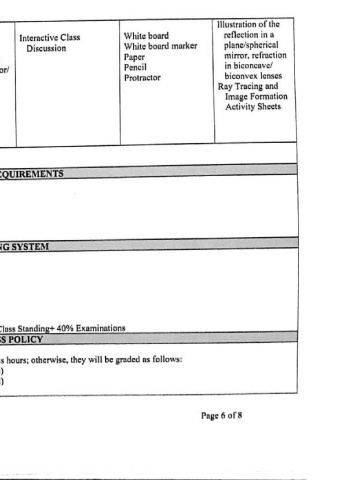 or/
Interactive Class
Discussion
White board
White board marker
Paper
Pencil
Protractor
Illustration of the
reflection in a
plane/spherical
mirror, refraction
in biconcave/
biconvex lenses
Ray Tracing and
Image Formation
Activity Sheets
EQUIREMENTS
NG SYSTEM
Class Standing+ 40% Examinations
SS POLICY
s hours; otherwise, they will be graded as follows:
)
)
Page 6 of 8